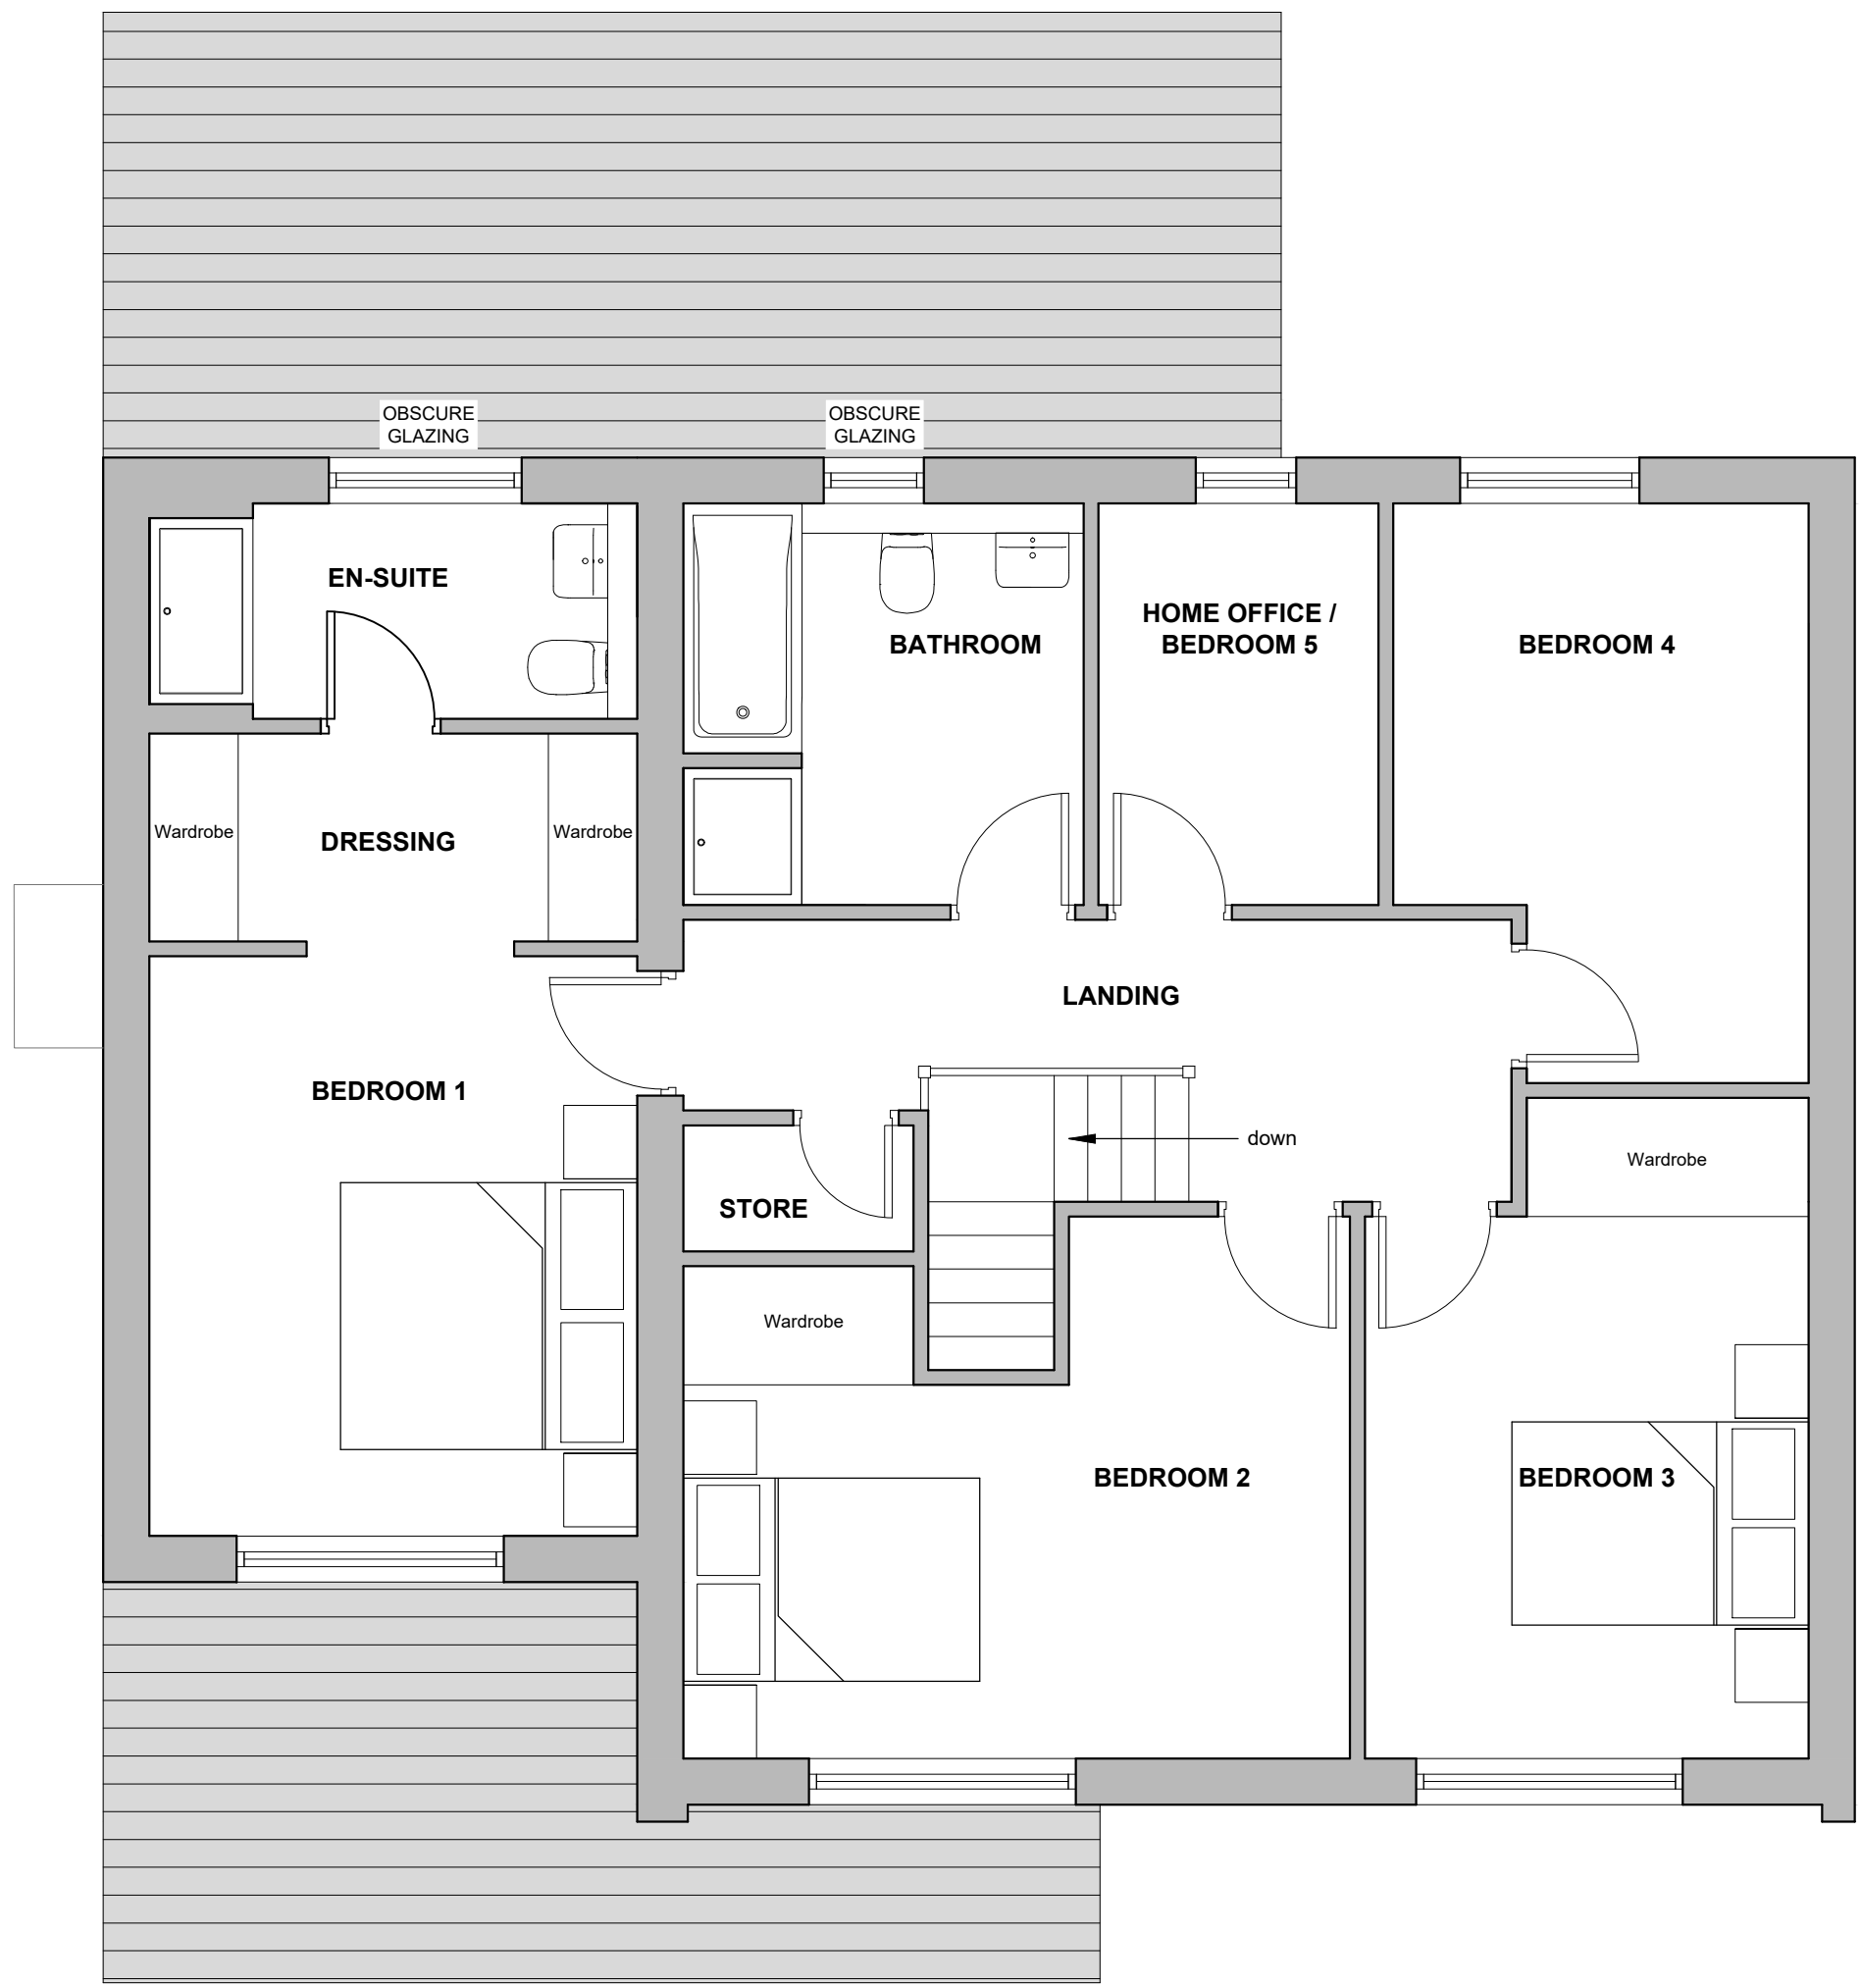 OBSCURE
GLAZING
OBSCURE
GLAZING
EN-SUITE
BATHROOM
HOME OFFICE /
BEDROOM 5
BEDROOM 4
Wardrobe
DRESSING
Wardrobe
LANDING
BEDROOM 1
down
Wardrobe
STORE
Wardrobe
BEDROOM 2
BEDROOM 3